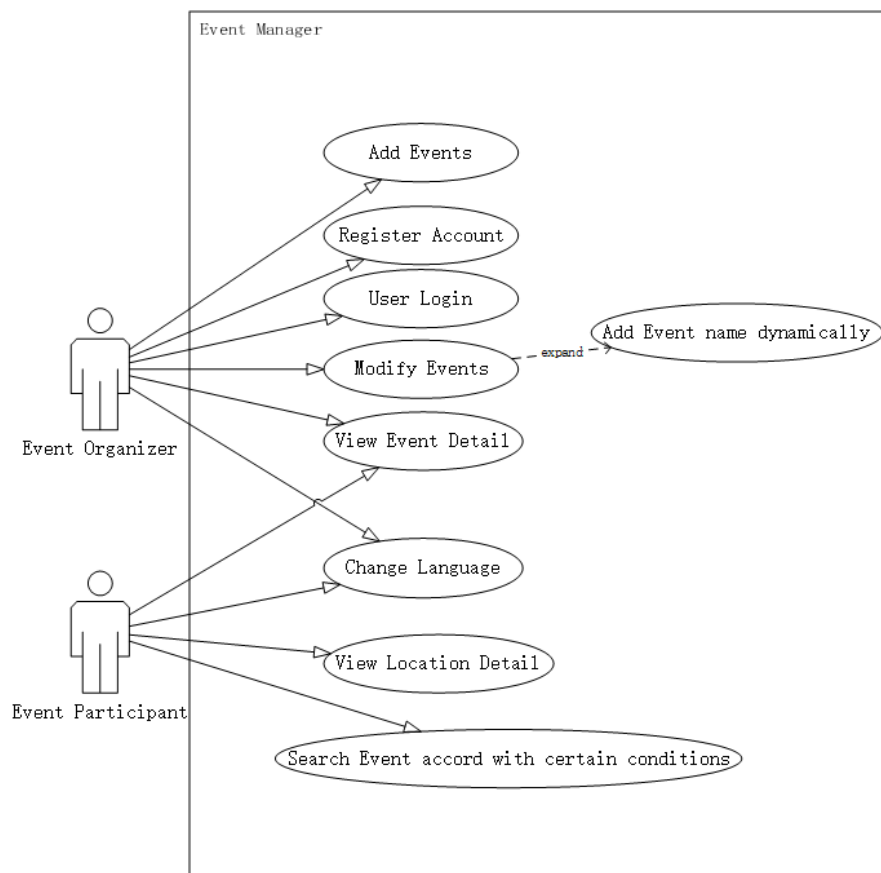 Event Manager
Add Events
Register Account
User Login
Add Event name dynamically
expand
Modify Events
View Event Detail
Event Organizer
Change Language
View Location Detail
Event Participant
Search Event accord with certain conditions